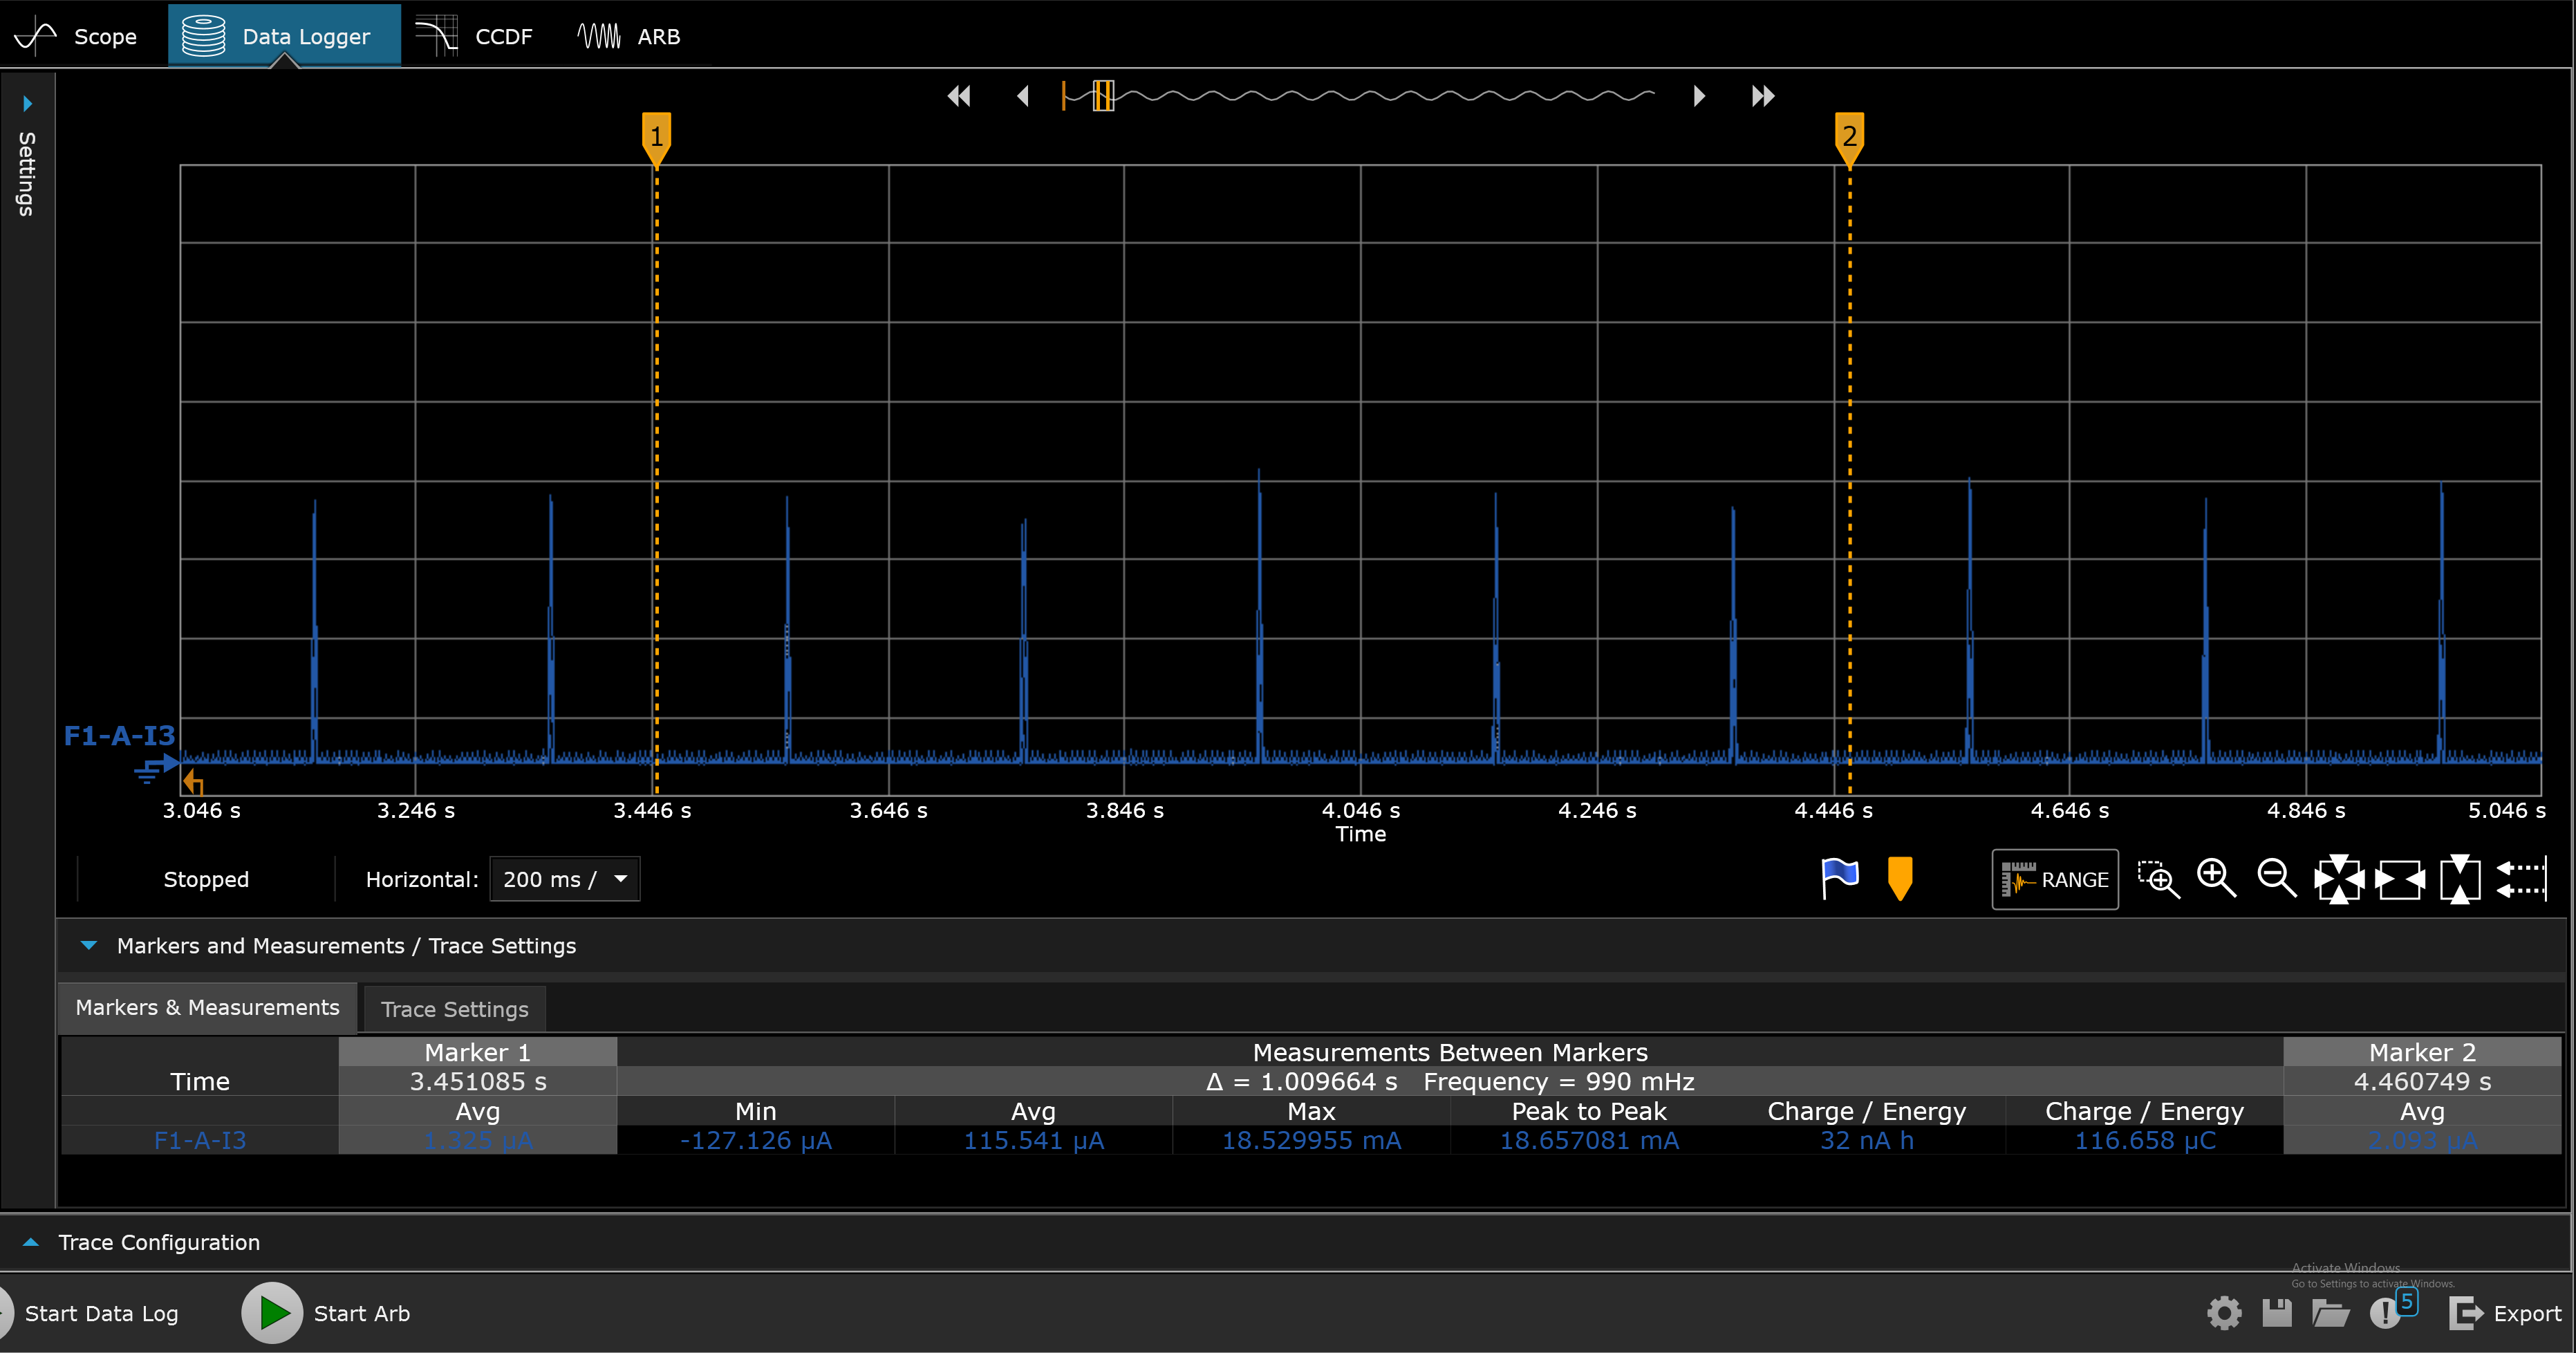 Scope Data Logger CCDF ARB
Settings
1 2
F1-A-I3
3.046 s 3.246 s 3.446 s 3.646 s 3.846 s 4.046 s 4.246 s 4.446 s 4.646 s 4.846 s 5.046 s
Time
Stopped Horizontal: 200 ms / RANGE
Markers and Measurements / Trace Settings
Markers & Measurements Trace Settings
Marker 1 Measurements Between Markers Marker 2
Time 3.451085 s Δ = 1.009664 s Frequency = 990 mHz 4.460749 s
Avg Min Avg Max Peak to Peak Charge / Energy Charge / Energy Avg
F1-A-I3 1.325 µA -127.126 µA 115.541 µA 18.529955 mA 18.657081 mA 32 nA h 116.658 µC 2.093 µA
Trace Configuration
Activate Windows
Go to Settings to activate Windows.
Start Data Log Start Arb 5 Export